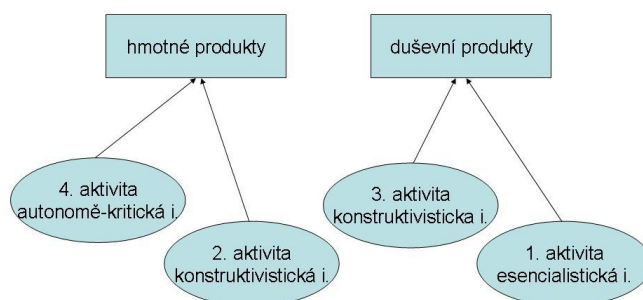 hmotné produkty
duševní produkty
4. aktivita
autonomě-kritická i.
3. aktivita
konstruktivisticka i.
2. aktivita
konstruktivistická i.
1. aktivita
esencialistická i.